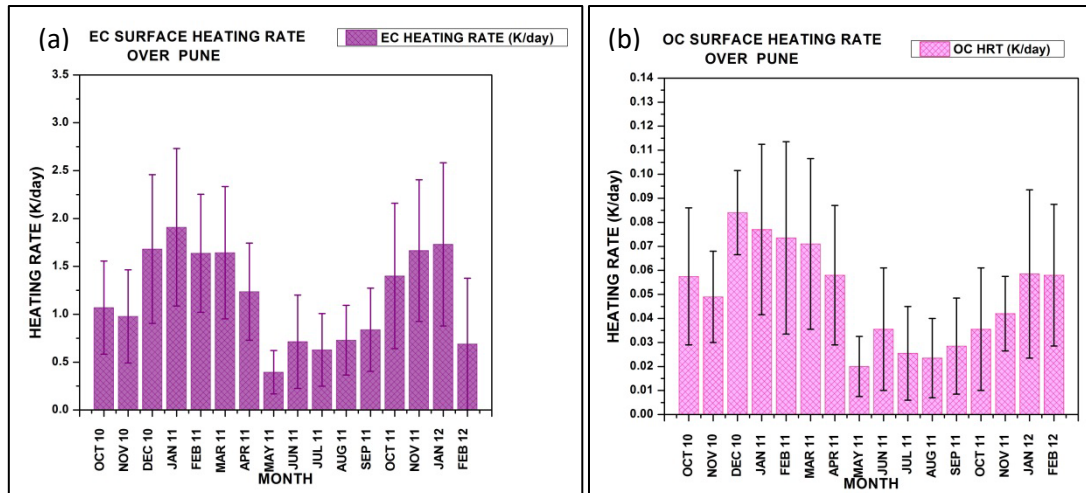 (a)
EC SURFACE HEATING RATE
OVER PUNE
EC HEATING RATE (K/day)
HEATING RATE (K/day)
3.5
3.0
2.5
2.0
1.5
1.0
0.5
0.0
OCT 10
NOV 10
DEC 10
JAN 11
FEB 11
MAR 11
APR 11
MAY 11
JUN 11
JUL 11
AUG 11
SEP 11
OCT 11
NOV 11
JAN 12
FEB 12
MONTH
(b)
OC SURFACE HEATING RATE
OVER PUNE
OC HRT (K/day)
HEATING RATE (K/day)
0.14
0.13
0.12
0.11
0.10
0.09
0.08
0.07
0.06
0.05
0.04
0.03
0.02
0.01
0.00
OCT 10
NOV 10
DEC 10
JAN 11
FEB 11
MAR 11
APR 11
MAY 11
JUN 11
JUL 11
AUG 11
SEP 11
OCT 11
NOV 11
JAN 12
FEB 12
MONTH